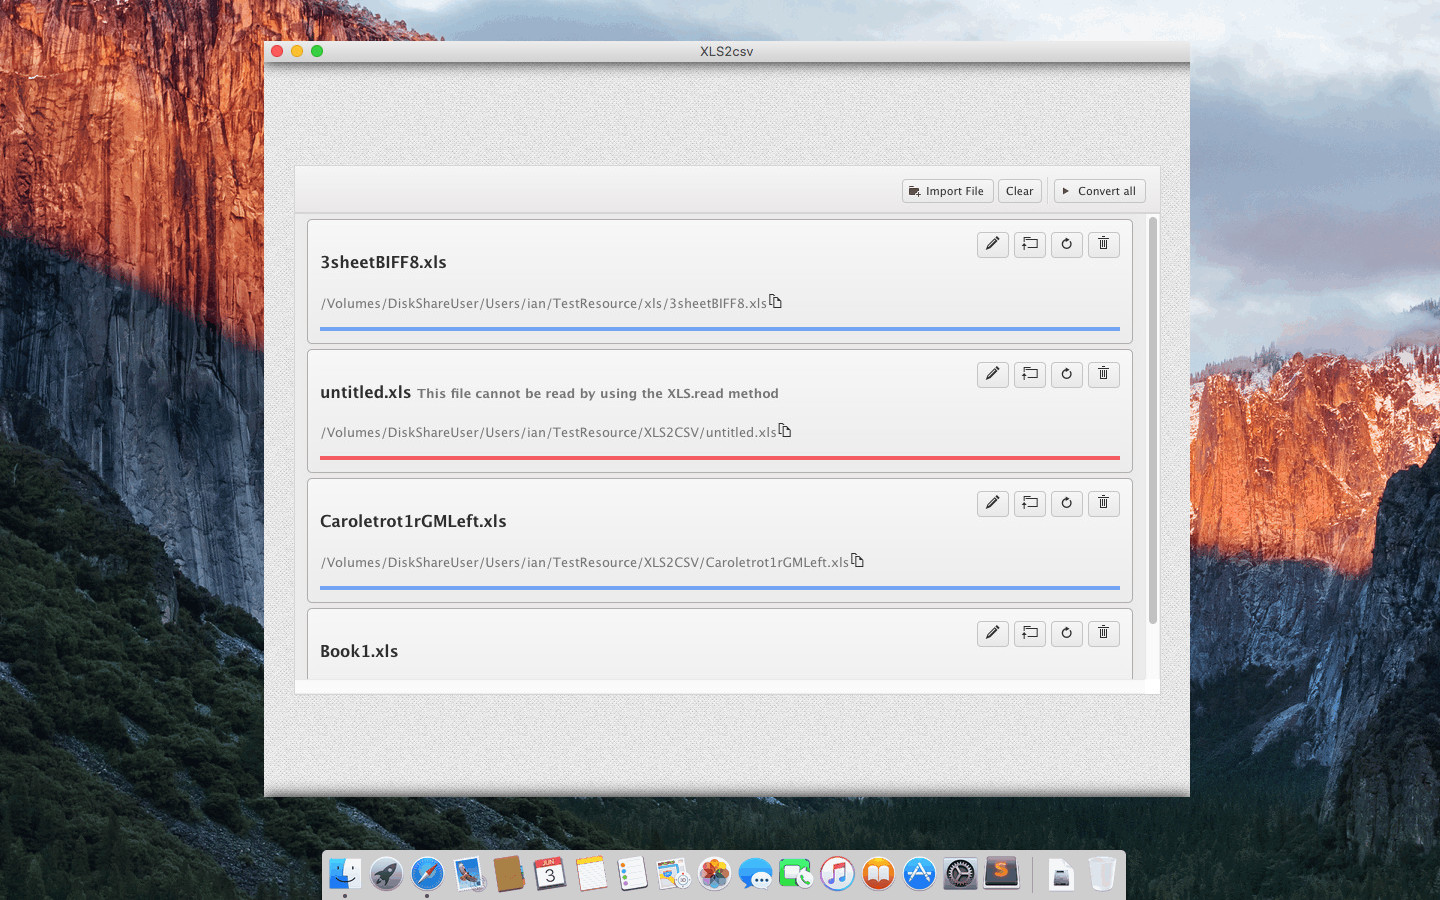 XLS2csv
Import File
Clear
Convert all
3sheetBIFF8.xls
/Volumes/DiskShareUser/Users/ian/TestResource/xls/3sheetBIFF8.xls
untitled.xls This file cannot be read by using the XLS.read method
/Volumes/DiskShareUser/Users/ian/TestResource/XLS2CSV/untitled.xls
Caroletrot1rGMLeft.xls
/Volumes/DiskShareUser/Users/ian/TestResource/XLS2CSV/Caroletrot1rGMLeft.xls
Book1.xls
JUN
3
S